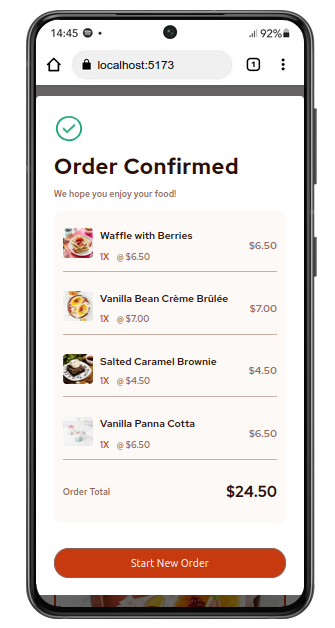 14:45
92%
localhost:5173
1
Order Confirmed
We hope you enjoy your food!
Waffle with Berries
1X @ $6.50
$6.50
Vanilla Bean Crème Brûlée
1X @ $7.00
$7.00
Salted Caramel Brownie
1X @ $4.50
$4.50
Vanilla Panna Cotta
1X @ $6.50
$6.50
Order Total $24.50
Start New Order